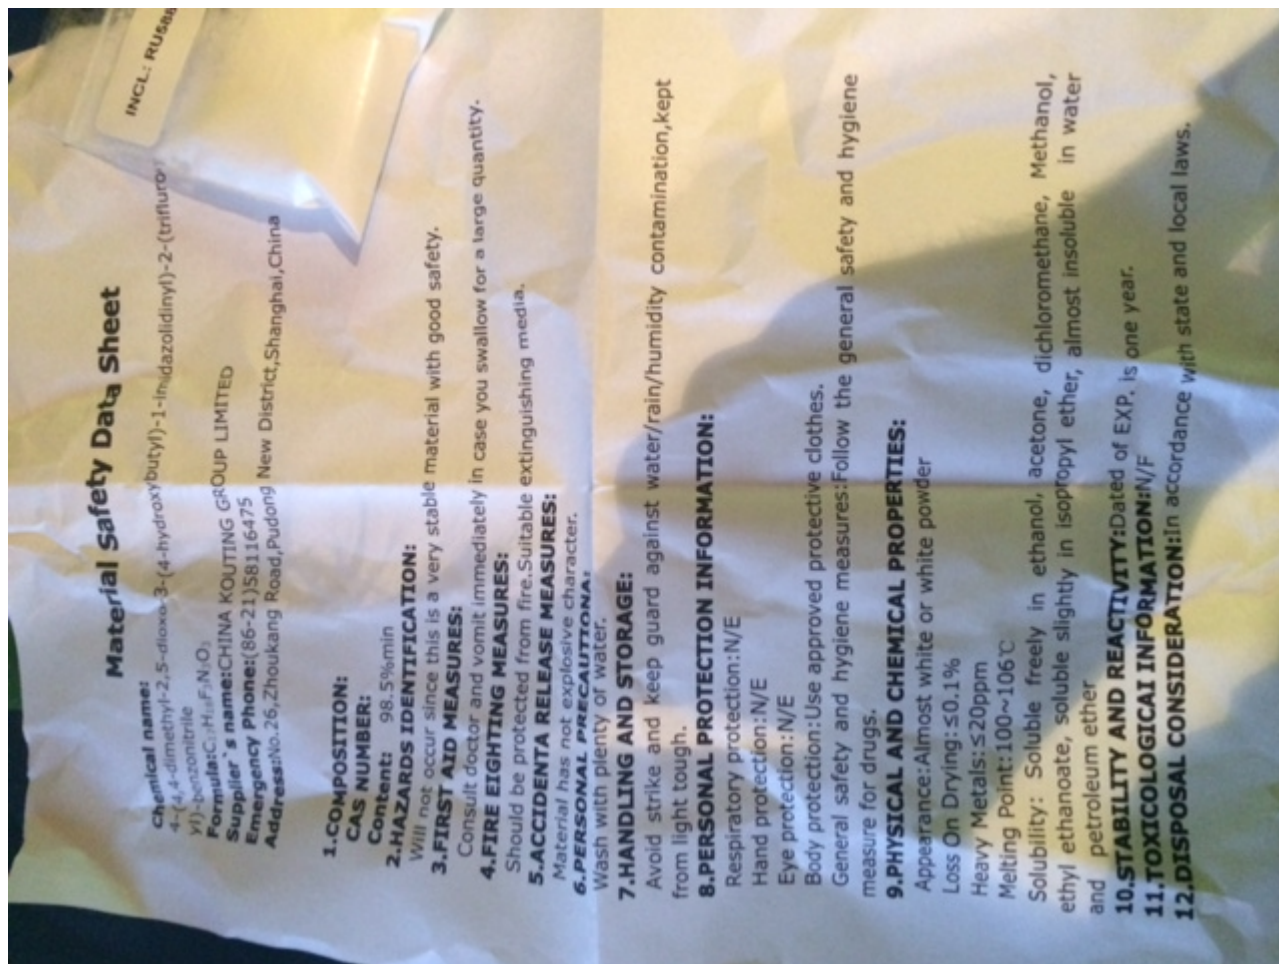 INCL: RU588
Material Safety Data Sheet
Chemical name:
4-(4,4-dimethyl-2,5-dioxo-3-(4-hydroxybutyl)-1-imidazolidinyl)-2-(trifluro
yl)-benzonitrile
Supplier's name:CHINA KOUTING GROUP LIMITED
Emergency Phone:(86-21)58116475
Address:No.26,Zhoukang Road,Pudong New District,Shanghai,China
1.COMPOSITION:
CAS NUMBER:
Content: 98.5%min
2.HAZARDS IDENTIFICATION:
Will not occur since this is a very stable material with good safety.
3.FIRST AID MEASURES:
Consult doctor and vomit immediately in case you swallow for a large quantity.
4.FIRE EIGHTING MEASURES:
Should be protected from fire.Suitable extinguishing media.
5.ACCIDENTA RELEASE MEASURES:
Material has not explosive character.
6.PERSONAL PRECAUTIONA:
Wash with plenty of water.
7.HANDLING AND STORAGE:
Avoid strike and keep guard against water/rain/humidity contamination,kept
from light tough.
8.PERSONAL PROTECTION INFORMATION:
Respiratory protection:N/E
Hand protection:N/E
Eye protection:N/E
Body protection:Use approved protective clothes.
General safety and hygiene measures:Follow the general safety and hygiene
measure for drugs.
9.PHYSICAL AND CHEMICAL PROPERTIES:
Appearance:Almost white or white powder
Loss On Drying:≤0.1%
Heavy Metals:≤20ppm
Melting Point:100~106℃
Solubility: Soluble freely in ethanol, acetone, dichloromethane, Methanol,
ethyl ethanoate, soluble slightly in isopropyl ether, almost insoluble in water
and petroleum ether
10.STABILITY AND REACTIVITY:Dated of EXP. is one year.
11.TOXICOLOGICAI INFORMATION:N/F
12.DISPOSAL CONSIDERATION:In accordance with state and local laws.